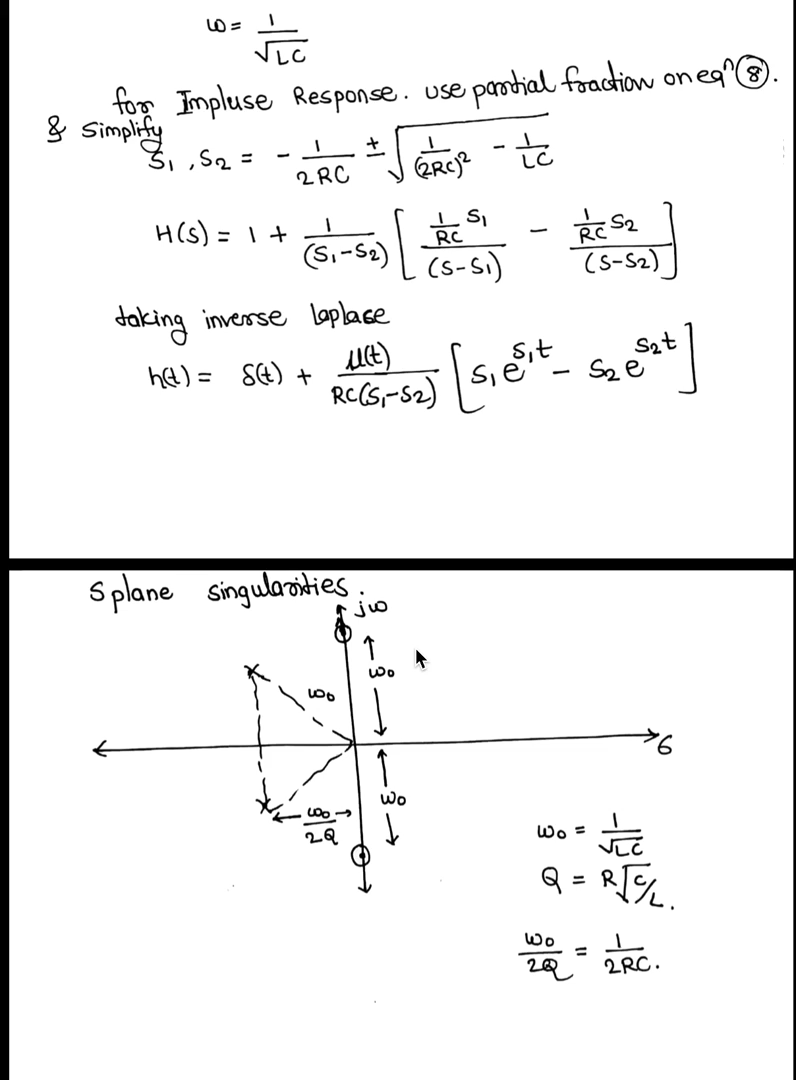 ω = 1/√LC
for Impluse Response. use partial fraction on eqⁿ ⑧.
& simplify
S₁, S₂ = - 1/2RC ± √(1/(2RC)² - 1/LC)
H(s) = 1 + 1/(S₁-S₂) [ (1/RC S₁)/(S-S₁) - (1/RC S₂)/(S-S₂) ]
taking inverse laplase
h(t) = δ(t) + μ(t)/RC(S₁-S₂) [ S₁e^S₁t - S₂e^S₂t ]
S plane singularities.
jω
ω₀
ω₀
σ
ω₀
ω₀/2Q
ω₀ = 1/√LC
Q = R√C/L.
ω₀/2Q = 1/2RC.